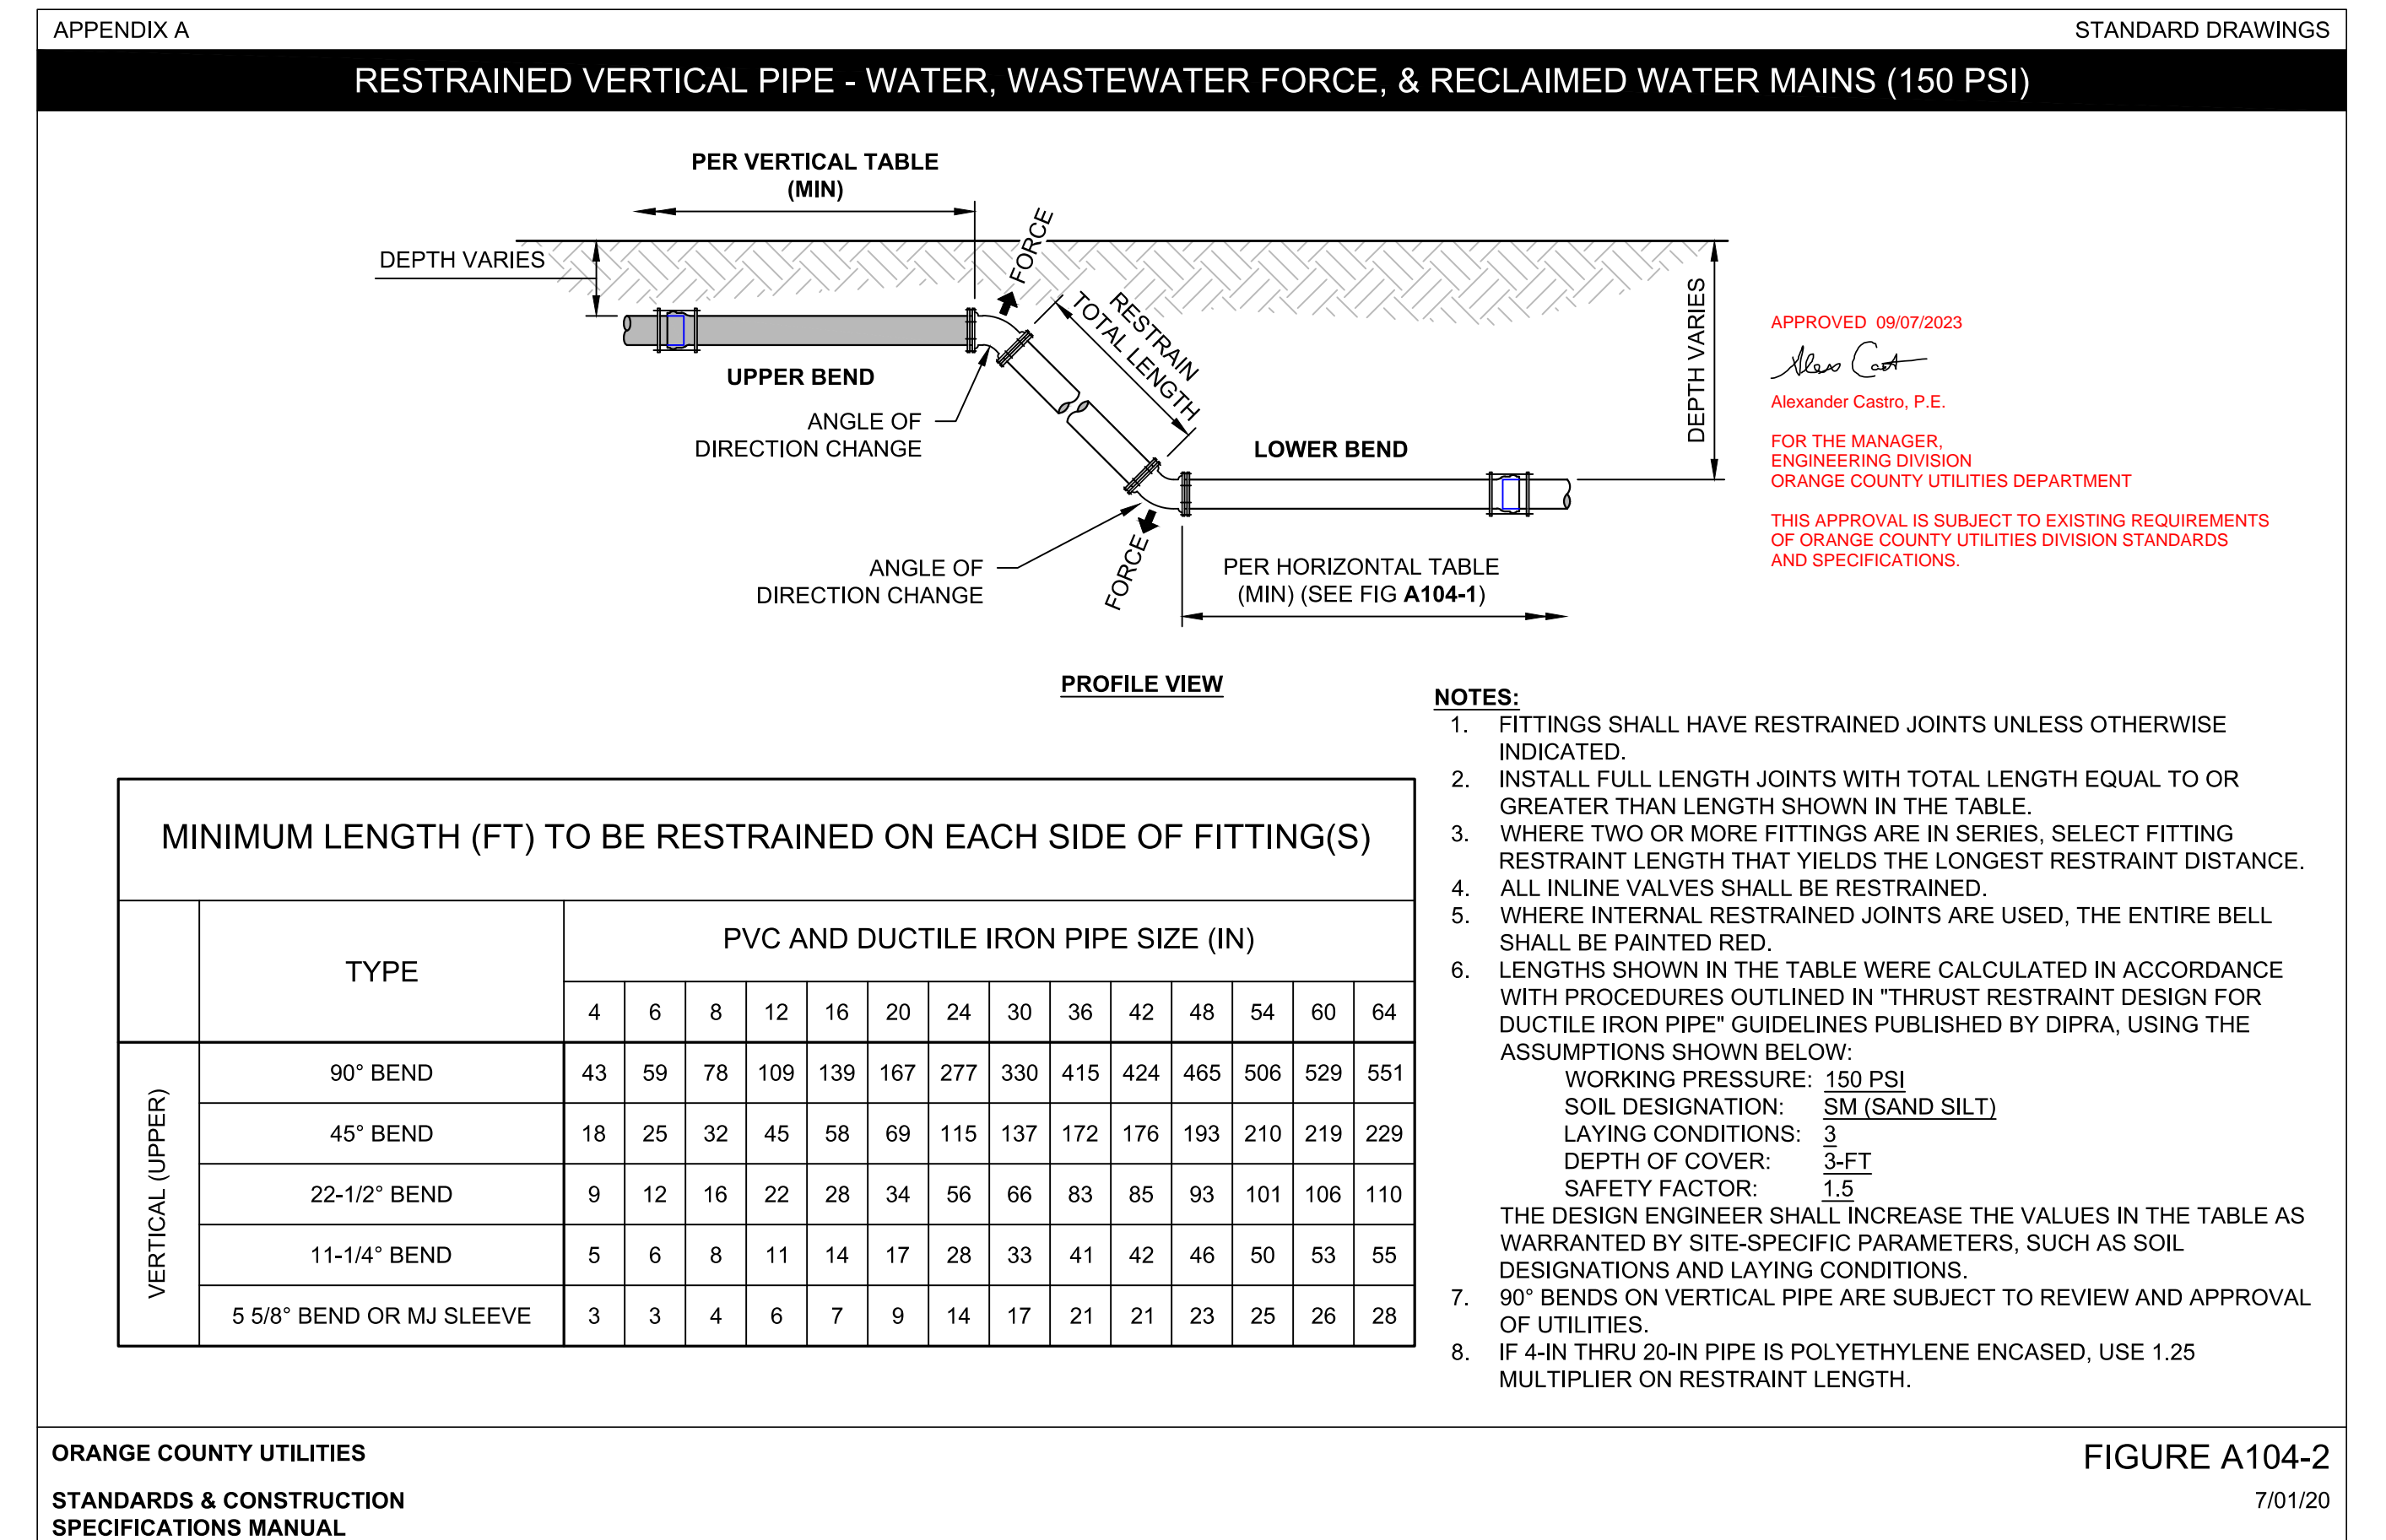 APPENDIX A
STANDARD DRAWINGS
RESTRAINED VERTICAL PIPE - WATER, WASTEWATER FORCE, & RECLAIMED WATER MAINS (150 PSI)
PER VERTICAL TABLE
(MIN)
DEPTH VARIES
FORCE
RESTRAIN
TOTAL LENGTH
DEPTH VARIES
UPPER BEND
ANGLE OF
DIRECTION CHANGE
LOWER BEND
ANGLE OF
DIRECTION CHANGE
FORCE
PER HORIZONTAL TABLE
(MIN) (SEE FIG A104-1)
PROFILE VIEW
APPROVED 09/07/2023
Alexander Castro, P.E.
FOR THE MANAGER,
ENGINEERING DIVISION
ORANGE COUNTY UTILITIES DEPARTMENT
THIS APPROVAL IS SUBJECT TO EXISTING REQUIREMENTS
OF ORANGE COUNTY UTILITIES DIVISION STANDARDS
AND SPECIFICATIONS.
MINIMUM LENGTH (FT) TO BE RESTRAINED ON EACH SIDE OF FITTING(S)
TYPE
PVC AND DUCTILE IRON PIPE SIZE (IN)
4 6 8 12 16 20 24 30 36 42 48 54 60 64
VERTICAL (UPPER)
90° BEND 43 59 78 109 139 167 277 330 415 424 465 506 529 551
45° BEND 18 25 32 45 58 69 115 137 172 176 193 210 219 229
22-1/2° BEND 9 12 16 22 28 34 56 66 83 85 93 101 106 110
11-1/4° BEND 5 6 8 11 14 17 28 33 41 42 46 50 53 55
5 5/8° BEND OR MJ SLEEVE 3 3 4 6 7 9 14 17 21 21 23 25 26 28
NOTES:
1. FITTINGS SHALL HAVE RESTRAINED JOINTS UNLESS OTHERWISE
INDICATED.
2. INSTALL FULL LENGTH JOINTS WITH TOTAL LENGTH EQUAL TO OR
GREATER THAN LENGTH SHOWN IN THE TABLE.
3. WHERE TWO OR MORE FITTINGS ARE IN SERIES, SELECT FITTING
RESTRAINT LENGTH THAT YIELDS THE LONGEST RESTRAINT DISTANCE.
4. ALL INLINE VALVES SHALL BE RESTRAINED.
5. WHERE INTERNAL RESTRAINED JOINTS ARE USED, THE ENTIRE BELL
SHALL BE PAINTED RED.
6. LENGTHS SHOWN IN THE TABLE WERE CALCULATED IN ACCORDANCE
WITH PROCEDURES OUTLINED IN "THRUST RESTRAINT DESIGN FOR
DUCTILE IRON PIPE" GUIDELINES PUBLISHED BY DIPRA, USING THE
ASSUMPTIONS SHOWN BELOW:
WORKING PRESSURE: 150 PSI
SOIL DESIGNATION: SM (SAND SILT)
LAYING CONDITIONS: 3
DEPTH OF COVER: 3-FT
SAFETY FACTOR: 1.5
THE DESIGN ENGINEER SHALL INCREASE THE VALUES IN THE TABLE AS
WARRANTED BY SITE-SPECIFIC PARAMETERS, SUCH AS SOIL
DESIGNATIONS AND LAYING CONDITIONS.
7. 90° BENDS ON VERTICAL PIPE ARE SUBJECT TO REVIEW AND APPROVAL
OF UTILITIES.
8. IF 4-IN THRU 20-IN PIPE IS POLYETHYLENE ENCASED, USE 1.25
MULTIPLIER ON RESTRAINT LENGTH.
ORANGE COUNTY UTILITIES
STANDARDS & CONSTRUCTION
SPECIFICATIONS MANUAL
FIGURE A104-2
7/01/20